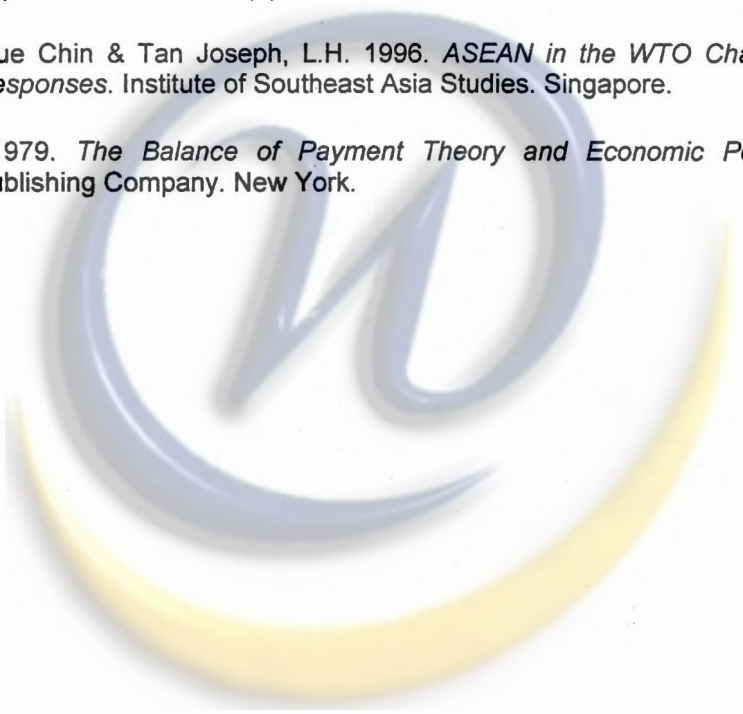 ue Chin & Tan Joseph, L.H. 1996. ASEAN in the WTO Cha
esponses. Institute of Southeast Asia Studies. Singapore.
979. The Balance of Payment Theory and Economic P
blishing Company. New York.